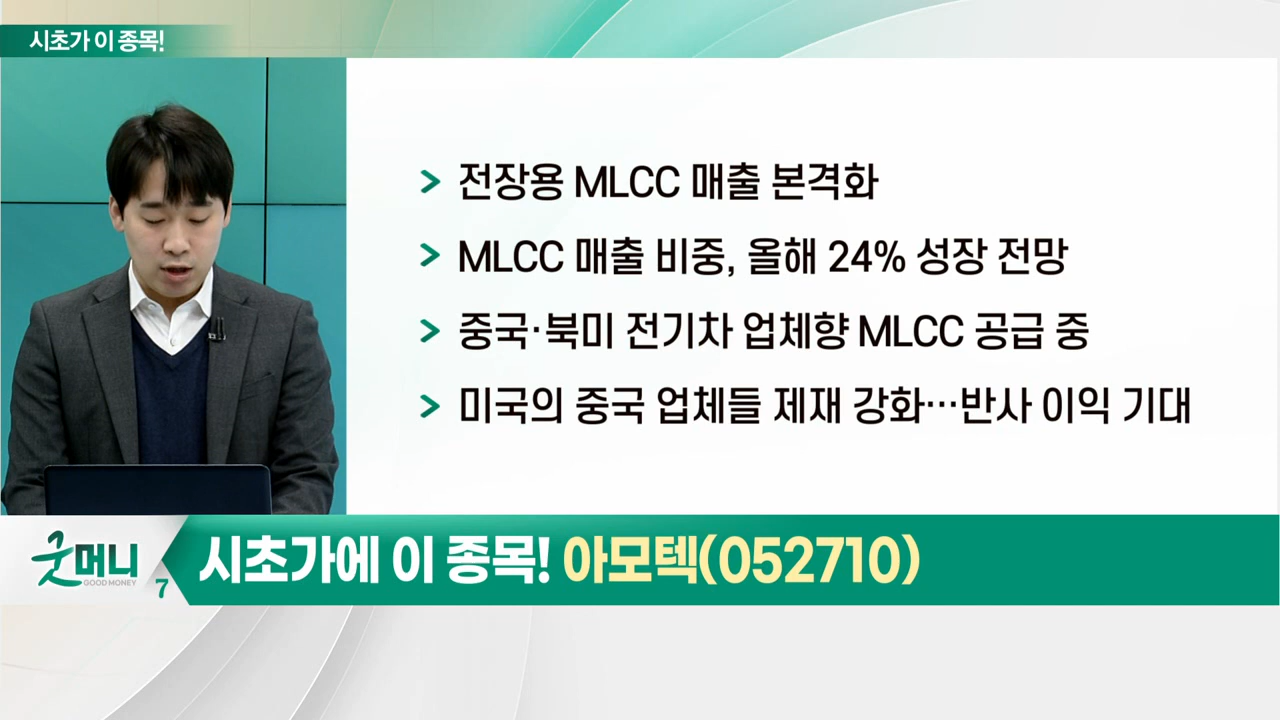 시초가 이 종목!
> 전장용 MLCC 매출 본격화
> MLCC 매출 비중, 올해 24% 성장 전망
> 중국·북미 전기차 업체향 MLCC 공급 중
> 미국의 중국 업체들 제재 강화…반사 이익 기대
굿머니
GOOD MONEY
7
시초가에 이 종목! 아모텍(052710)